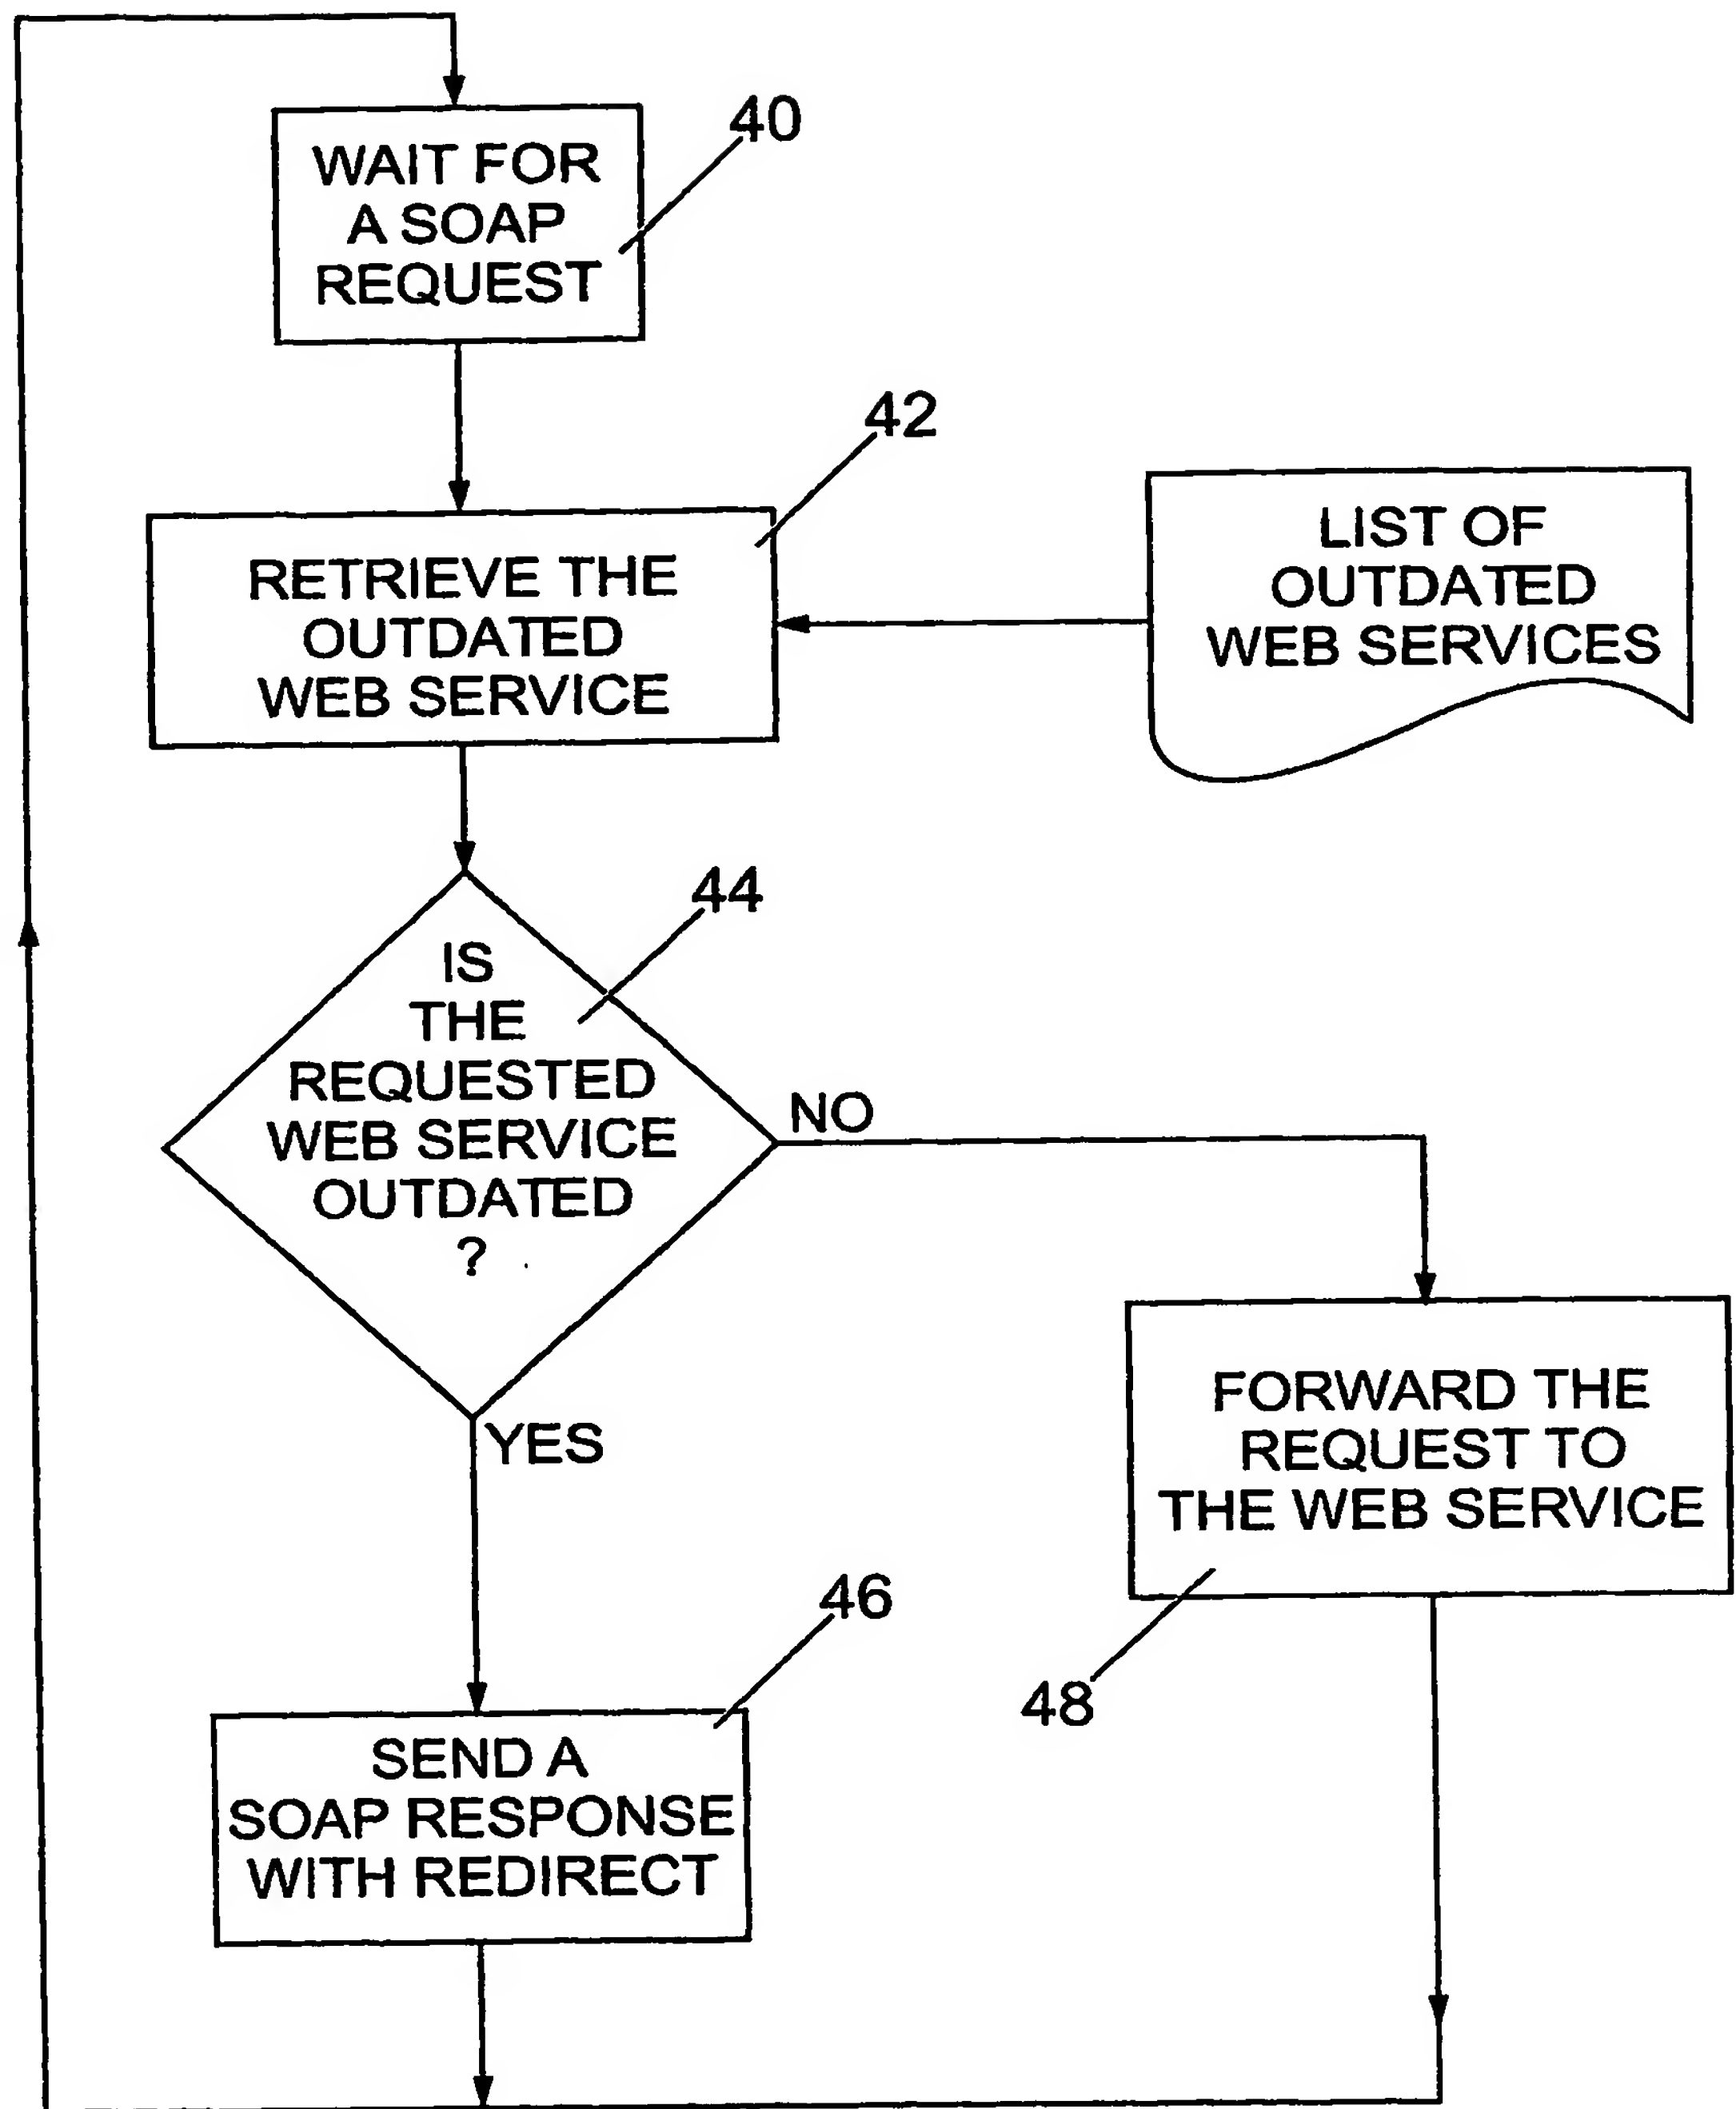 WAIT FOR
A SOAP
REQUEST
40
42
RETRIEVE THE
OUTDATED
WEB SERVICE
LIST OF
OUTDATED
WEB SERVICES
44
IS
THE
REQUESTED
WEB SERVICE
OUTDATED
?
NO
YES
FORWARD THE
REQUEST TO
THE WEB SERVICE
48
46
SEND A
SOAP RESPONSE
WITH REDIRECT